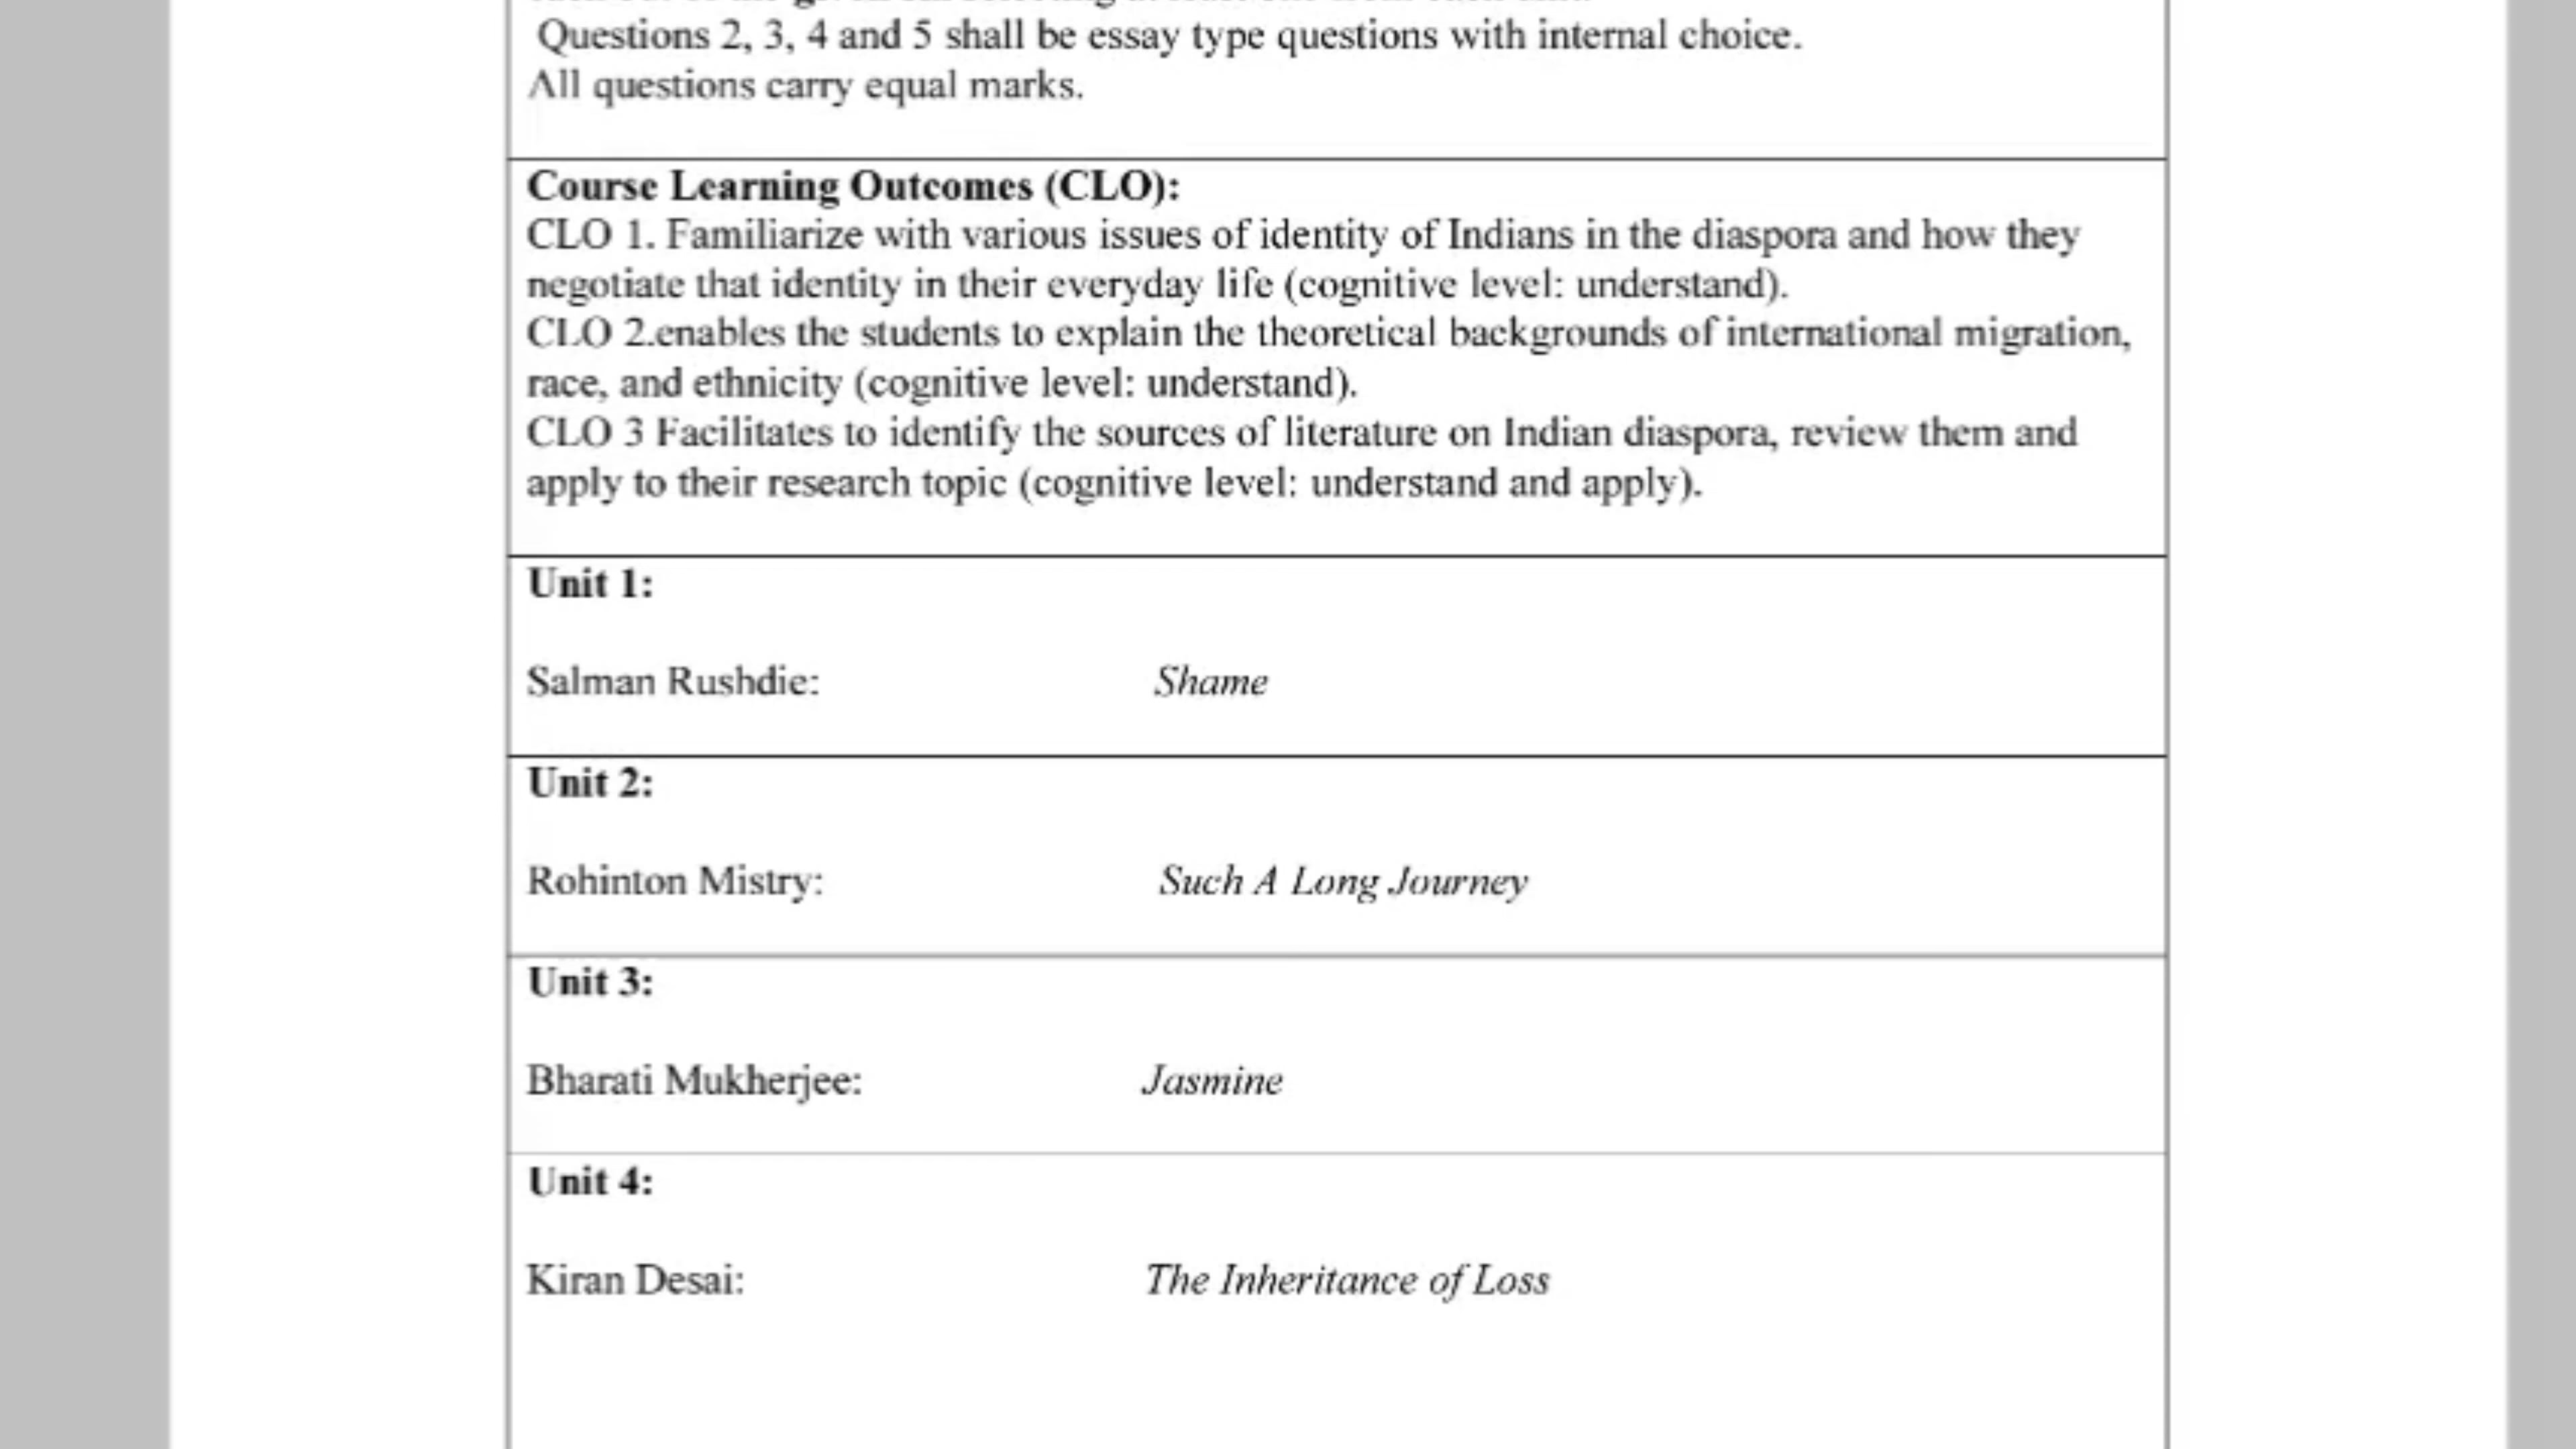 Questions 2, 3, 4 and 5 shall be essay type questions with internal choice.
All questions carry equal marks.
Course Learning Outcomes (CLO):
CLO 1. Familiarize with various issues of identity of Indians in the diaspora and how they
negotiate that identity in their everyday life (cognitive level: understand).
CLO 2.enables the students to explain the theoretical backgrounds of international migration,
race, and ethnicity (cognitive level: understand).
CLO 3 Facilitates to identify the sources of literature on Indian diaspora, review them and
apply to their research topic (cognitive level: understand and apply).
Unit 1:
Salman Rushdie: Shame
Unit 2:
Rohinton Mistry: Such A Long Journey
Unit 3:
Bharati Mukherjee: Jasmine
Unit 4:
Kiran Desai: The Inheritance of Loss